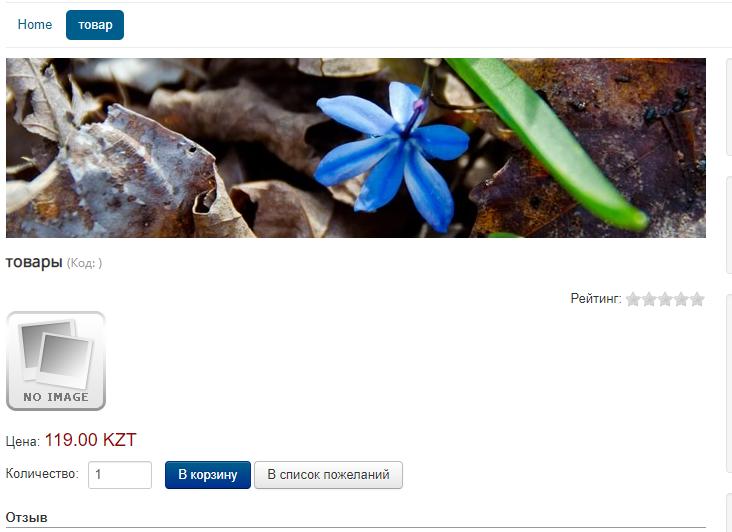 Home товар
товары (Код: )
Рейтинг:
NO IMAGE
Цена: 119.00 KZT
Количество: 1 В корзину В список пожеланий
Отзыв